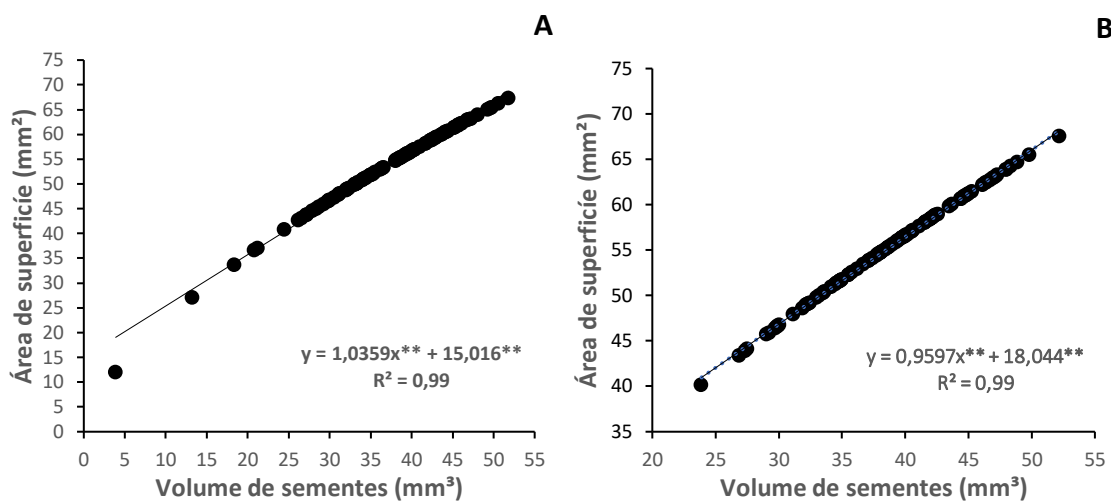 A
Área de superfície (mm²)
75
70
65
60
55
50
45
40
35
30
25
20
15
10
5
0
y = 1,0359x** + 15,016**
R² = 0,99
0 5 10 15 20 25 30 35 40 45 50 55
Volume de sementes (mm³)
B
Área de superfície (mm²)
75
70
65
60
55
50
45
40
35
y = 0,9597x** + 18,044**
R² = 0,99
20 25 30 35 40 45 50 55
Volume de sementes (mm³)